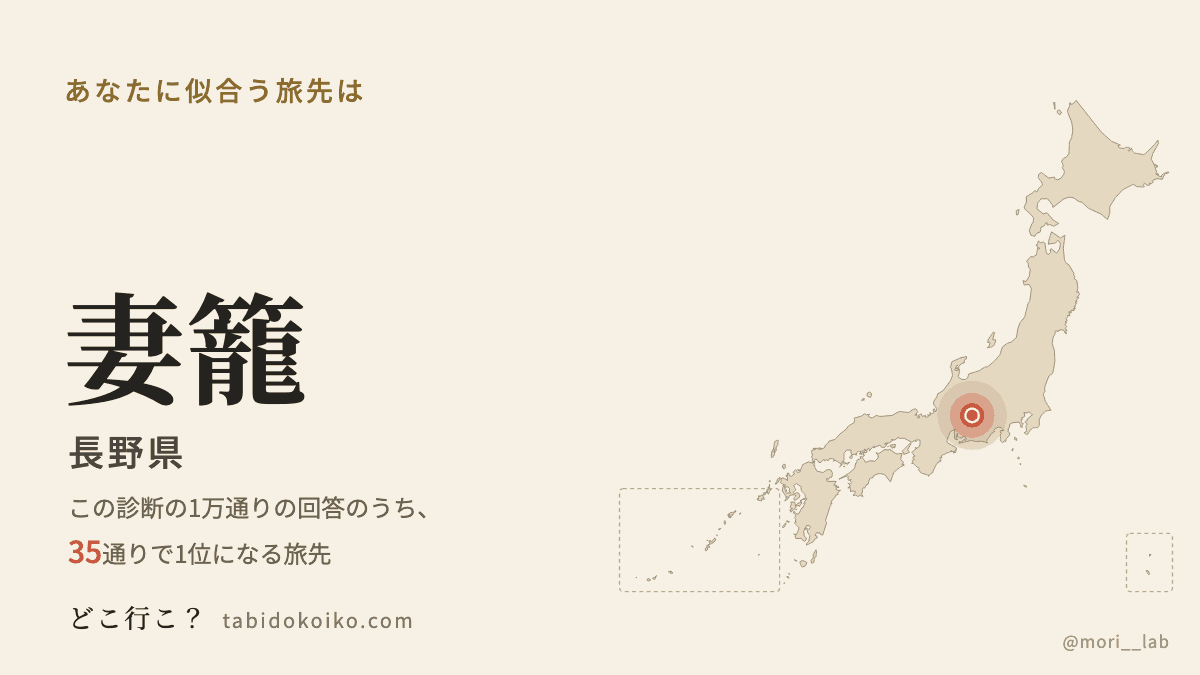 あなたに似合う旅先は
妻籠
長野県
この診断の1万通りの回答のうち、
35通りで1位になる旅先
どこ行こ？ tabidokoiko.com
@mori__lab